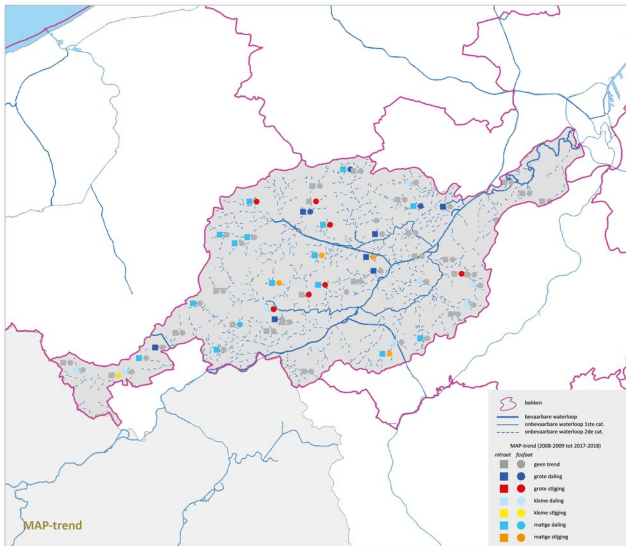 bekken
bevaarbare waterloop
onbevaarbare waterloop 1ste cat.
onbevaarbare waterloop 2de cat.
MAP-trend (2008-2009 tot 2017-2018)
nitraat fosfaat
geen trend
grote daling
grote stijging
kleine daling
kleine stijging
matige daling
matige stijging
MAP-trend